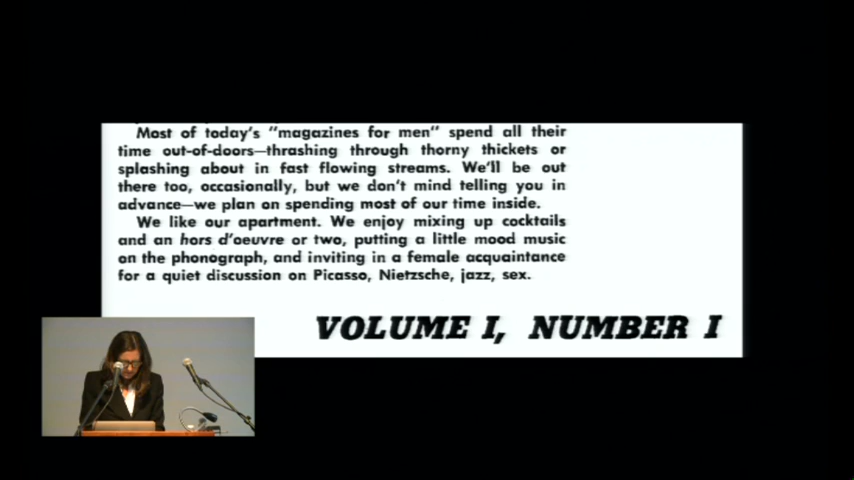 Most of today's "magazines for men" spend all their
time out-of-doors—thrashing through thorny thickets or
splashing about in fast flowing streams. We'll be out
there too, occasionally, but we don't mind telling you in
advance—we plan on spending most of our time inside.
We like our apartment. We enjoy mixing up cocktails
and an hors d'oeuvre or two, putting a little mood music
on the phonograph, and inviting in a female acquaintance
for a quiet discussion on Picasso, Nietzsche, jazz, sex.
VOLUME I, NUMBER I